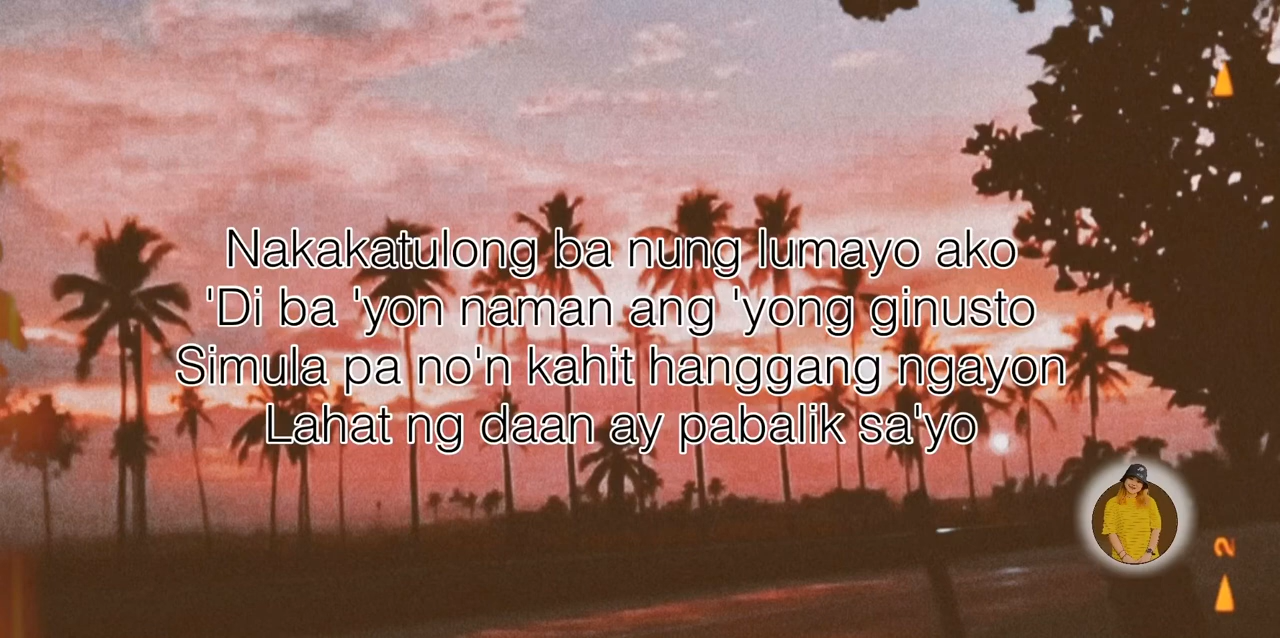 Nakakatulong ba nung lumayo ako
'Di ba 'yon naman ang 'yong ginusto
Simula pa no'n kahit hanggang ngayon
Lahat ng daan ay pabalik sa'yo
2